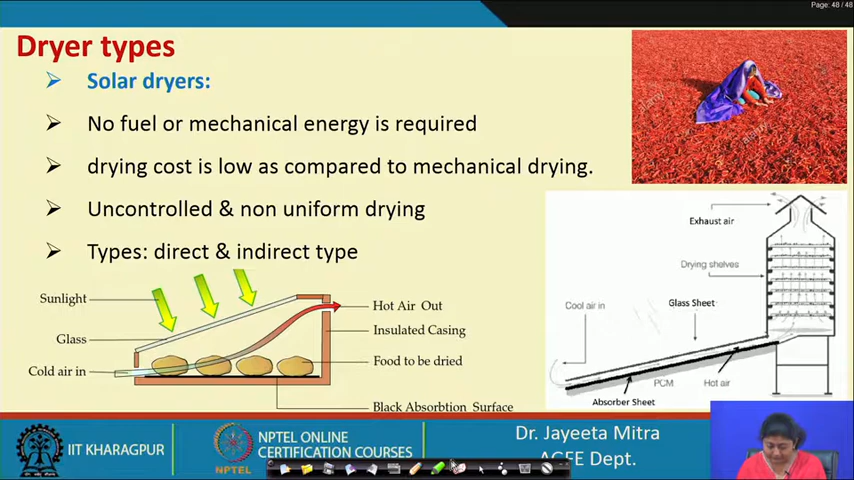 Page: 48 / 48
Dryer types
Solar dryers:
No fuel or mechanical energy is required
drying cost is low as compared to mechanical drying.
Uncontrolled & non uniform drying
Types: direct & indirect type
Sunlight
Glass
Cold air in
Hot Air Out
Insulated Casing
Food to be dried
Black Absorbtion Surface
Exhaust air
Drying shelves
Cool air in
Glass Sheet
PCM
Hot air
Absorber Sheet
alamy
IIT KHARAGPUR
NPTEL
NPTEL ONLINE
CERTIFICATION COURSES
Dr. Jayeeta Mitra
AGFE Dept.